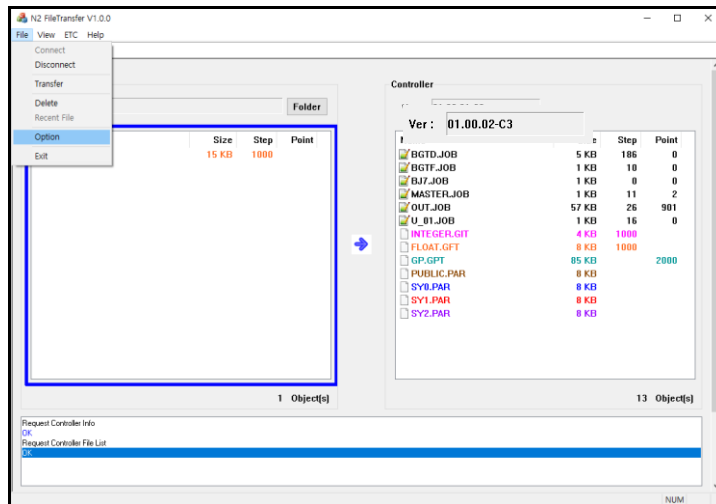 N2 FileTransfer V1.0.0
File View ETC Help
Connect
Disconnect
Transfer
Delete
Recent File
Option
Exit
Folder
Size Step Point
15 KB 1000
1 Object(s)
Controller
Ver : 01.00.02-C3
e Step Point
BGTD.JOB 5 KB 186 0
BGTF.JOB 1 KB 10 0
BJ7.JOB 1 KB 0 0
MASTER.JOB 1 KB 11 2
OUT.JOB 57 KB 26 901
U_01.JOB 1 KB 16 0
INTEGER.GIT 4 KB 1000
FLOAT.GFT 8 KB 1000
GP.GPT 85 KB 2000
PUBLIC.PAR 8 KB
SY0.PAR 8 KB
SY1.PAR 8 KB
SY2.PAR 8 KB
13 Object(s)
Request Controller Info
OK
Request Controller File List
OK
NUM